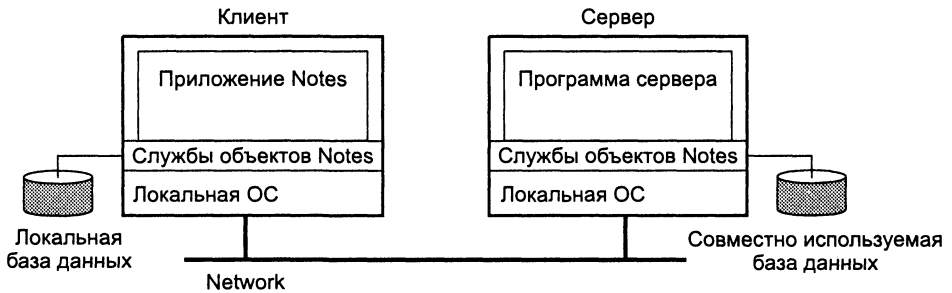 Клиент
Сервер
Приложение Notes
Программа сервера
Службы объектов Notes
Службы объектов Notes
Локальная ОС
Локальная ОС
Локальная
база данных
Совместно используемая
база данных
Network